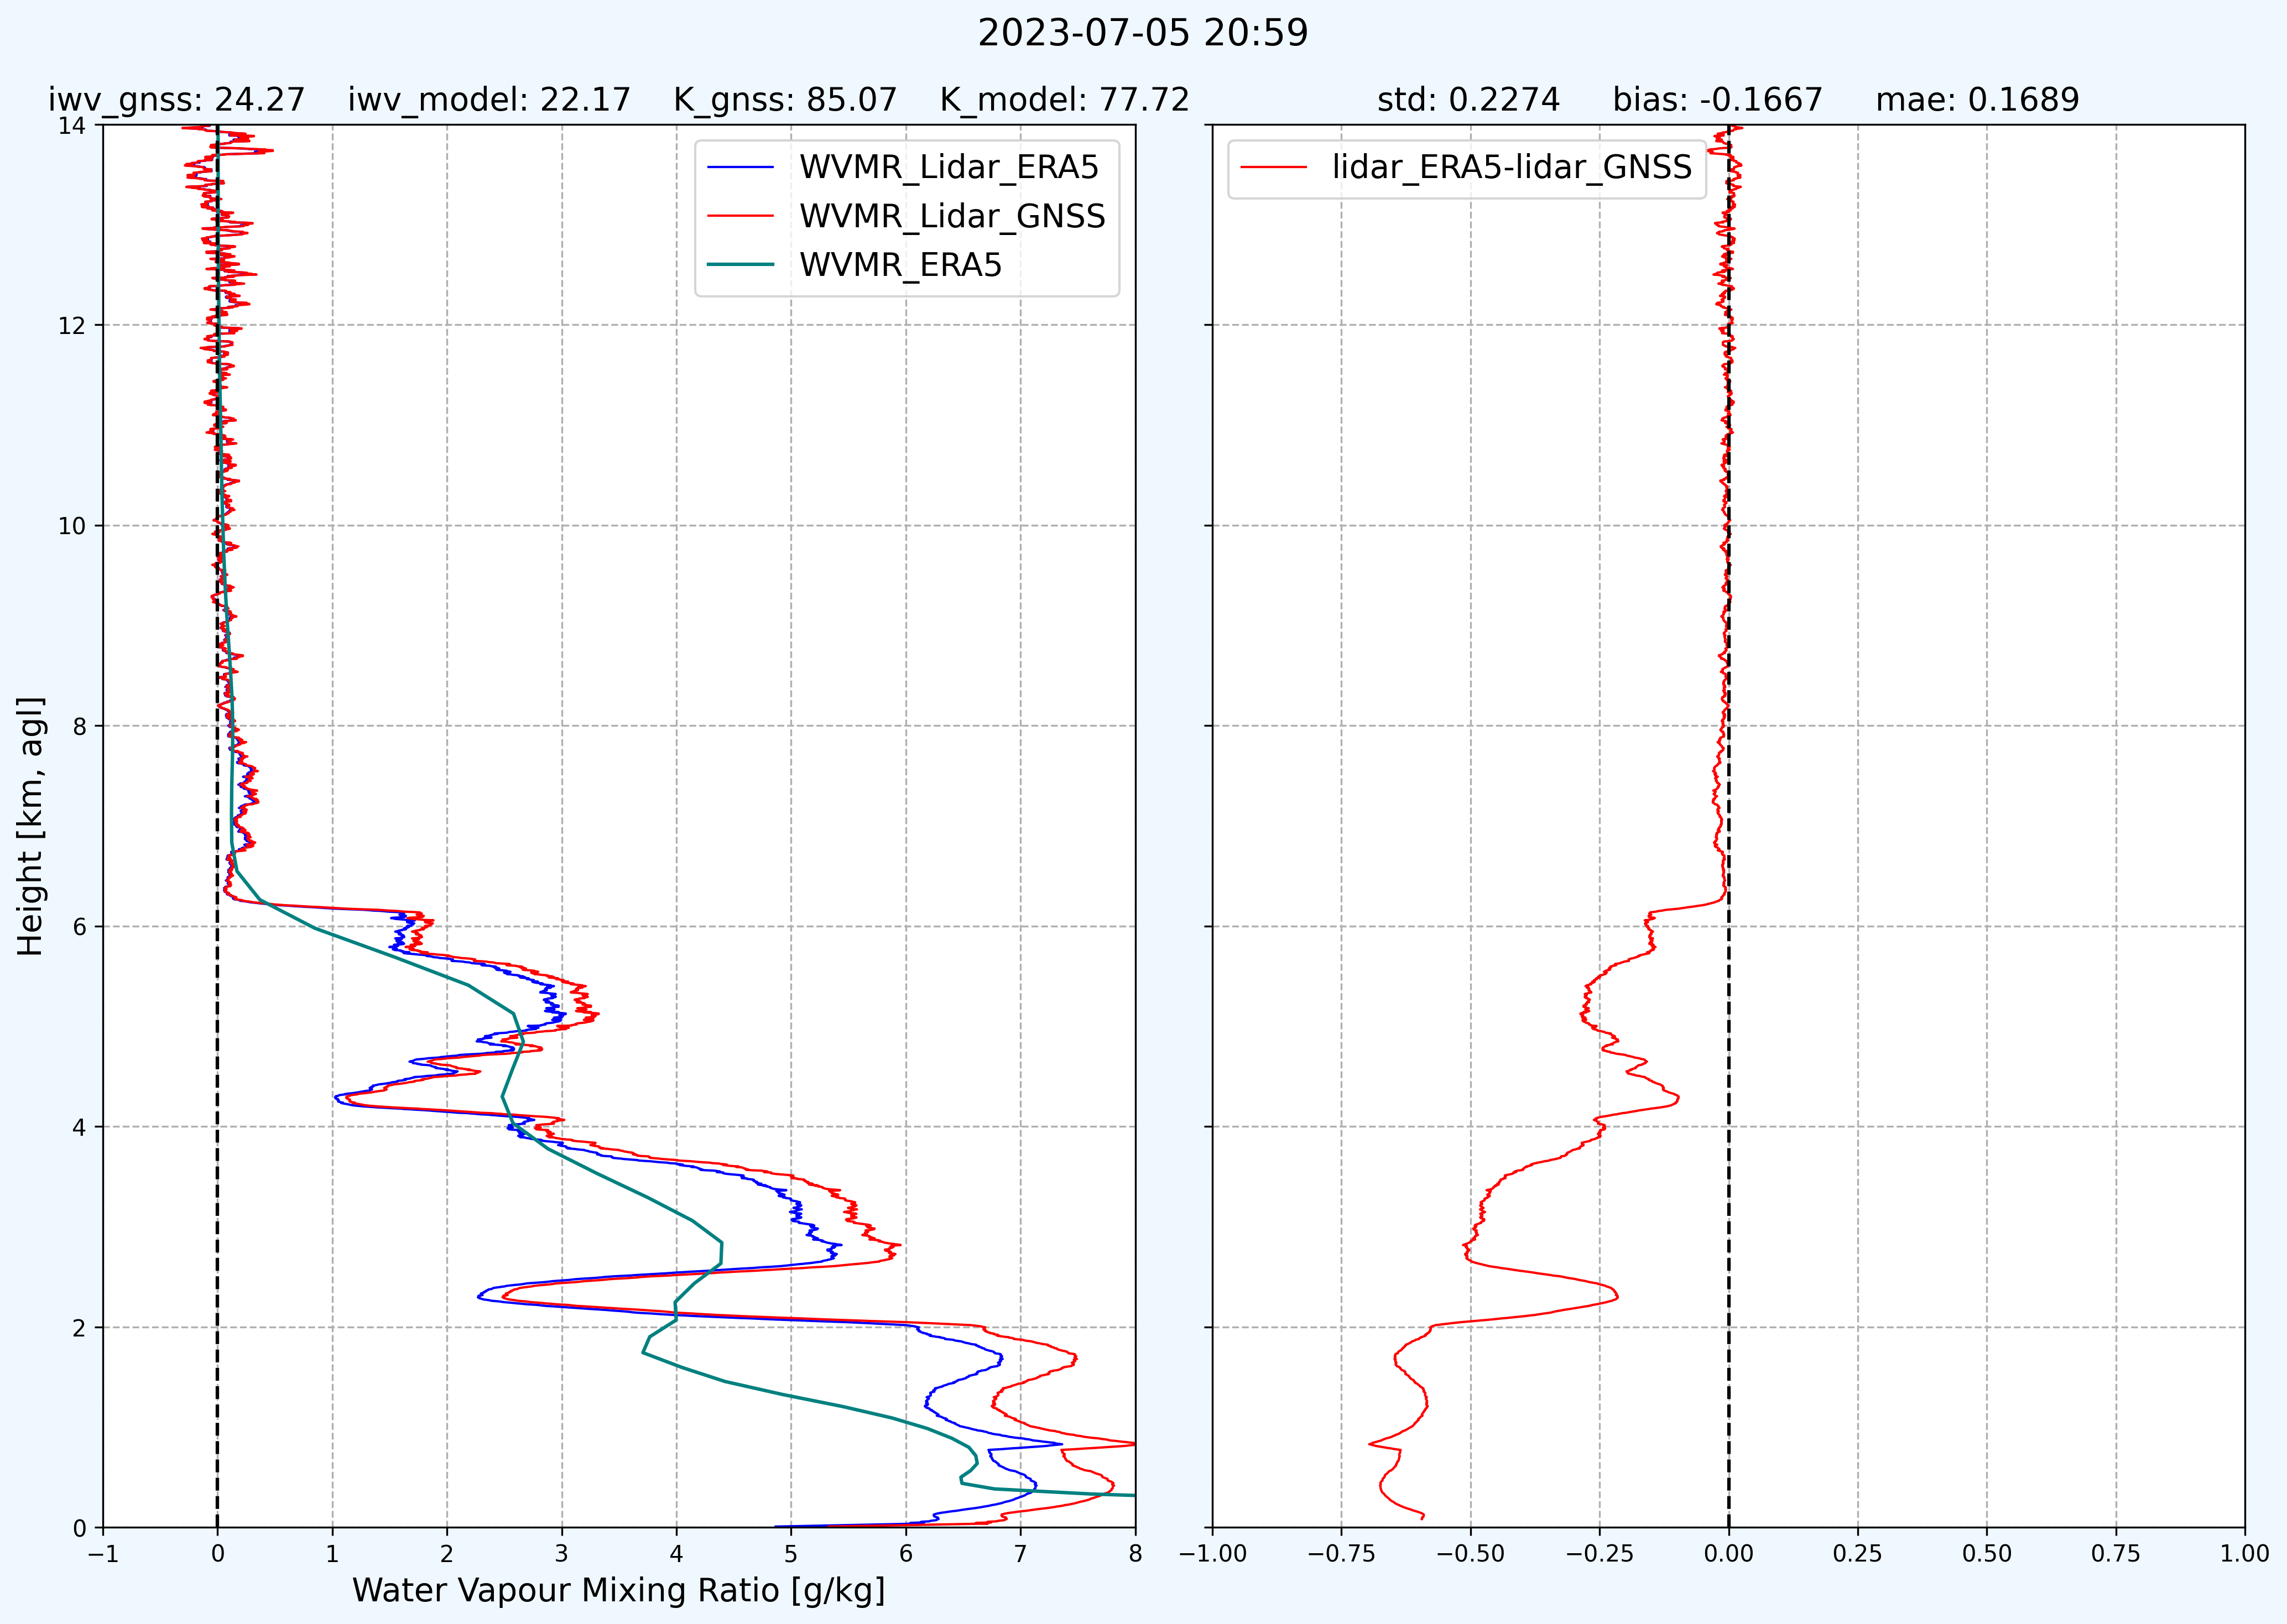 2023-07-05 20:59
iwv_gnss: 24.27 iwv_model: 22.17 K_gnss: 85.07 K_model: 77.72
std: 0.2274 bias: -0.1667 mae: 0.1689
WVMR_Lidar_ERA5
WVMR_Lidar_GNSS
WVMR_ERA5
lidar_ERA5-lidar_GNSS
Height [km, agl]
14
12
10
8
6
4
2
0
−1 0 1 2 3 4 5 6 7 8
Water Vapour Mixing Ratio [g/kg]
−1.00 −0.75 −0.50 −0.25 0.00 0.25 0.50 0.75 1.00